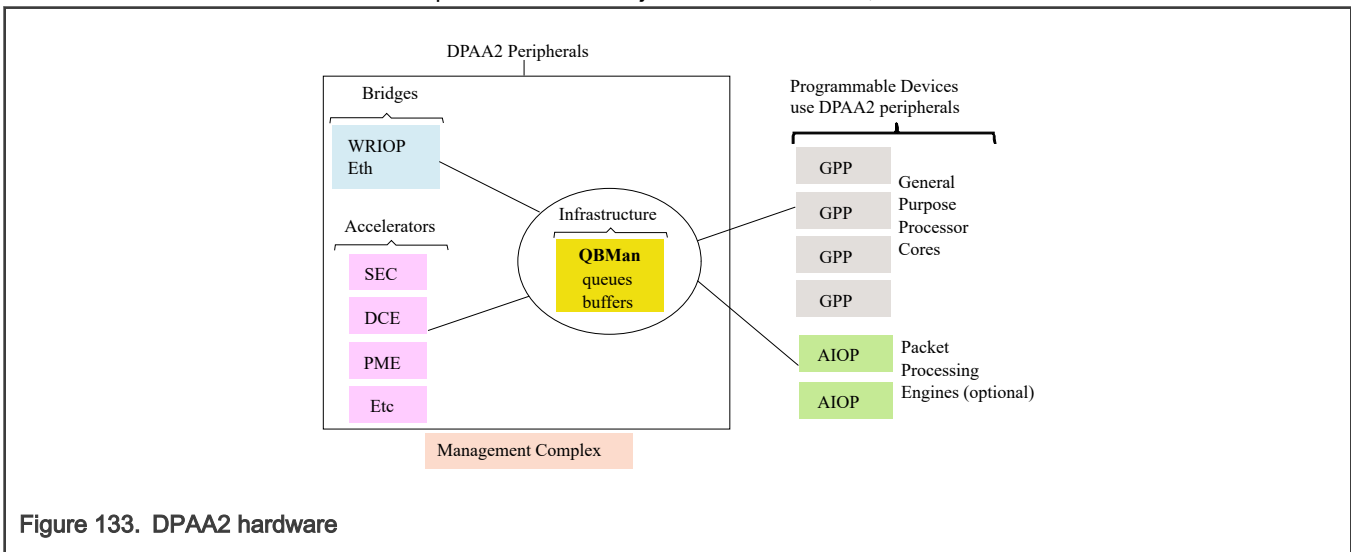 DPAA2 Peripherals
Bridges
WRIOP
Eth
Accelerators
SEC
DCE
PME
Etc
Infrastructure
QBMan
queues
buffers
Management Complex
Programmable Devices
use DPAA2 peripherals
GPP
GPP
GPP
GPP
General
Purpose
Processor
Cores
AIOP
AIOP
Packet
Processing
Engines (optional)
Figure 133. DPAA2 hardware